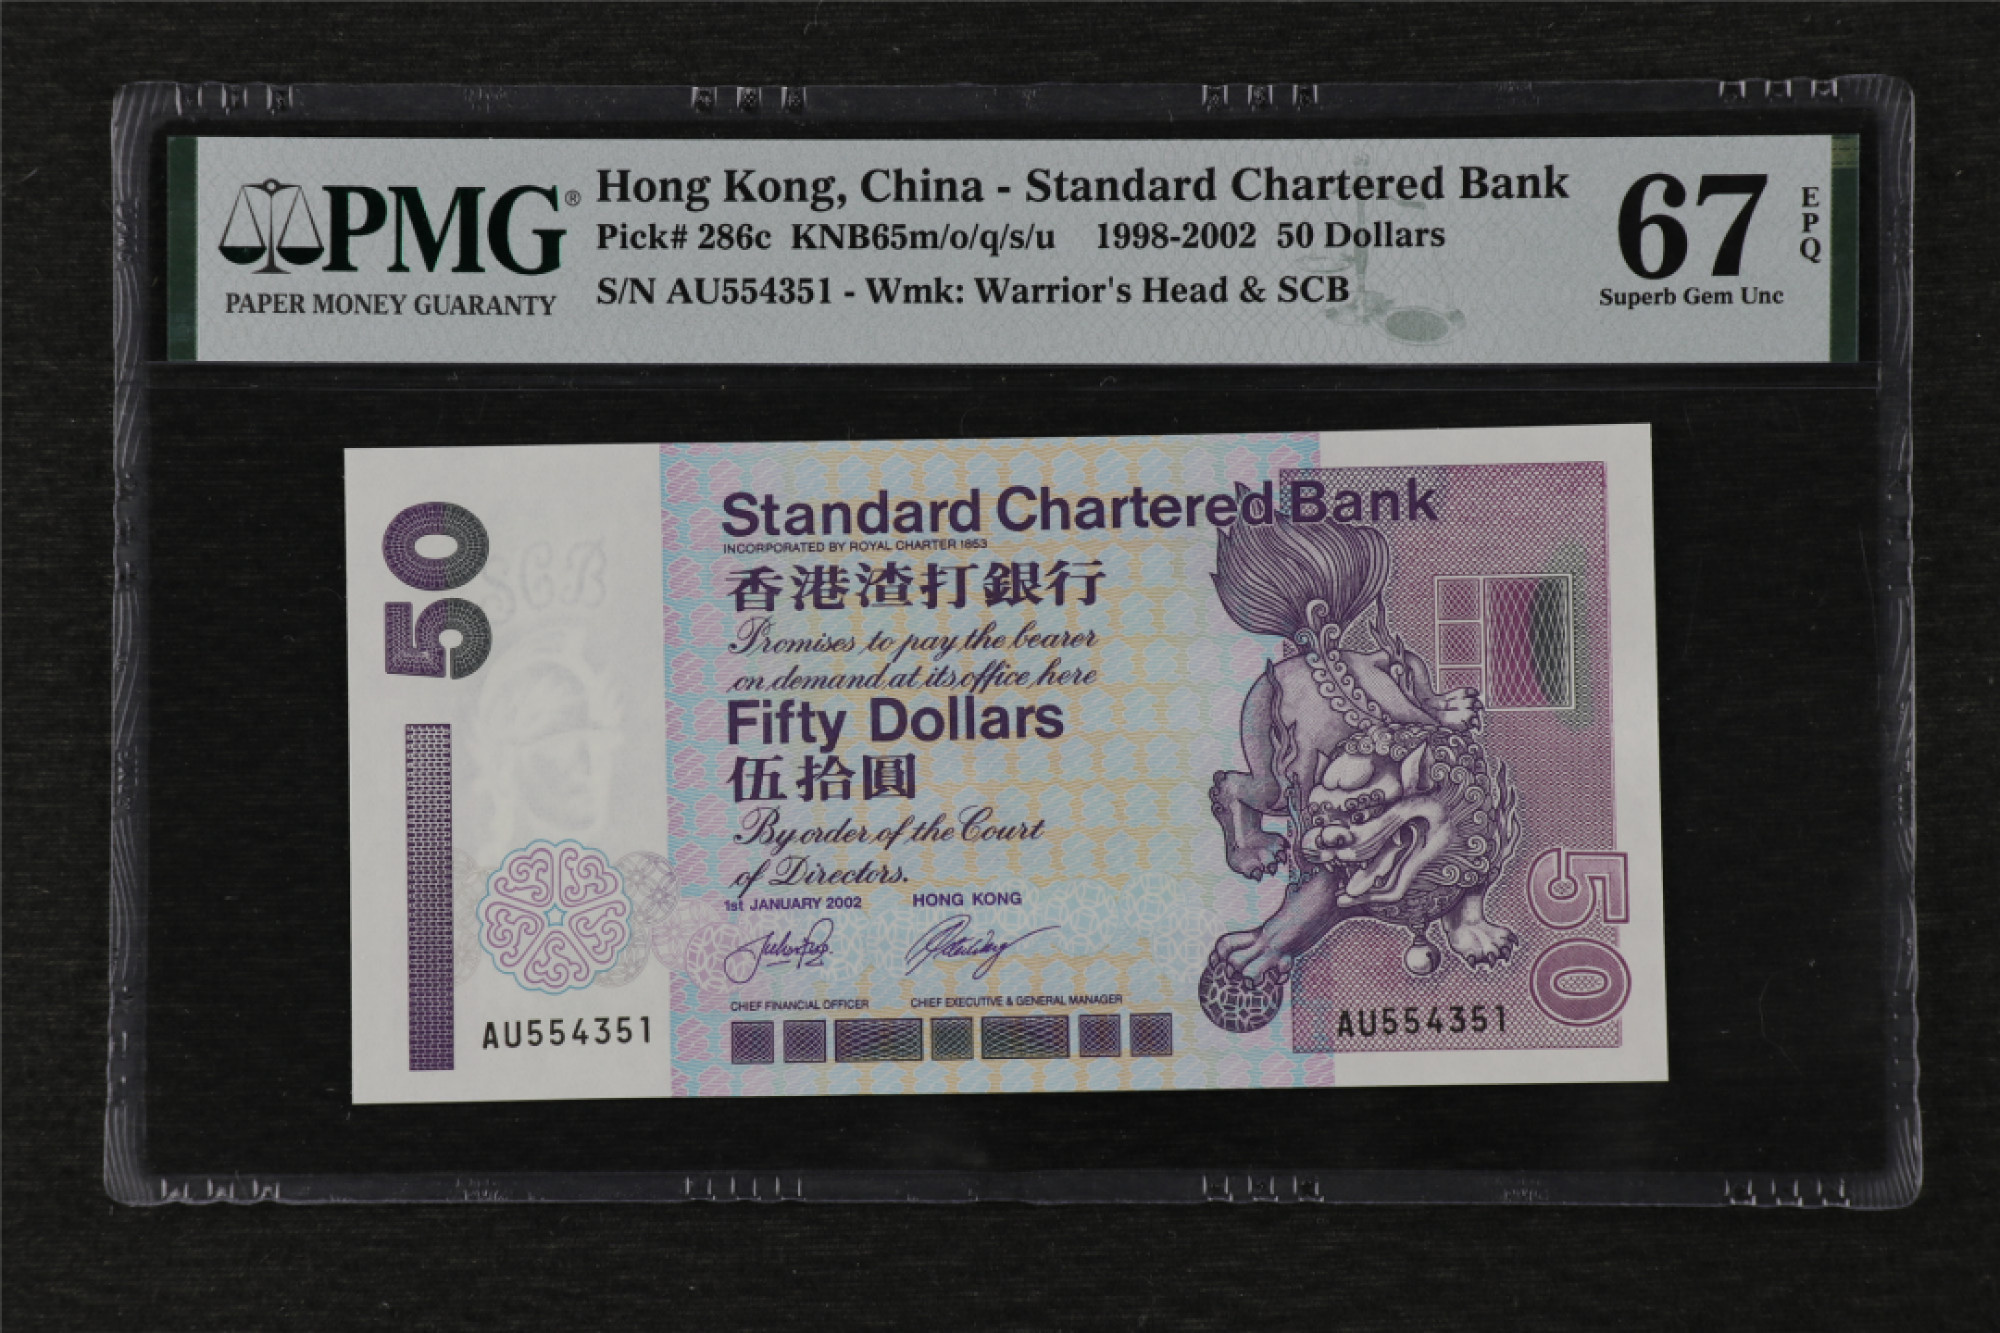 PMG®
PAPER MONEY GUARANTY
Hong Kong, China - Standard Chartered Bank
Pick# 286c KNB65m/o/q/s/u 1998-2002 50 Dollars
S/N AU554351 - Wmk: Warrior's Head & SCB
67
EPQ
Superb Gem Unc
50
SCB
Standard Chartered Bank
INCORPORATED BY ROYAL CHARTER 1853
香港渣打銀行
Promises to pay the bearer
on demand at its office here
Fifty Dollars
伍拾圓
By order of the Court
of Directors.
1st JANUARY 2002 HONG KONG
CHIEF FINANCIAL OFFICER CHIEF EXECUTIVE & GENERAL MANAGER
AU554351
AU554351
50